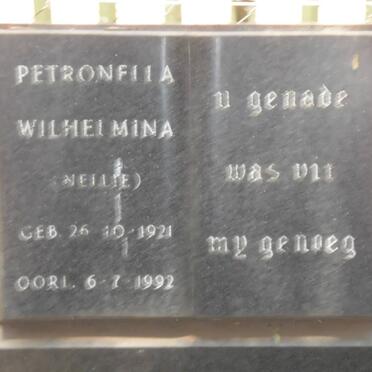 PETRONELLA
WILHELMINA
(NELLIE)
GEB. 26-10-1921
OORL. 6-7-1992
u genade
was vir
my genoeg